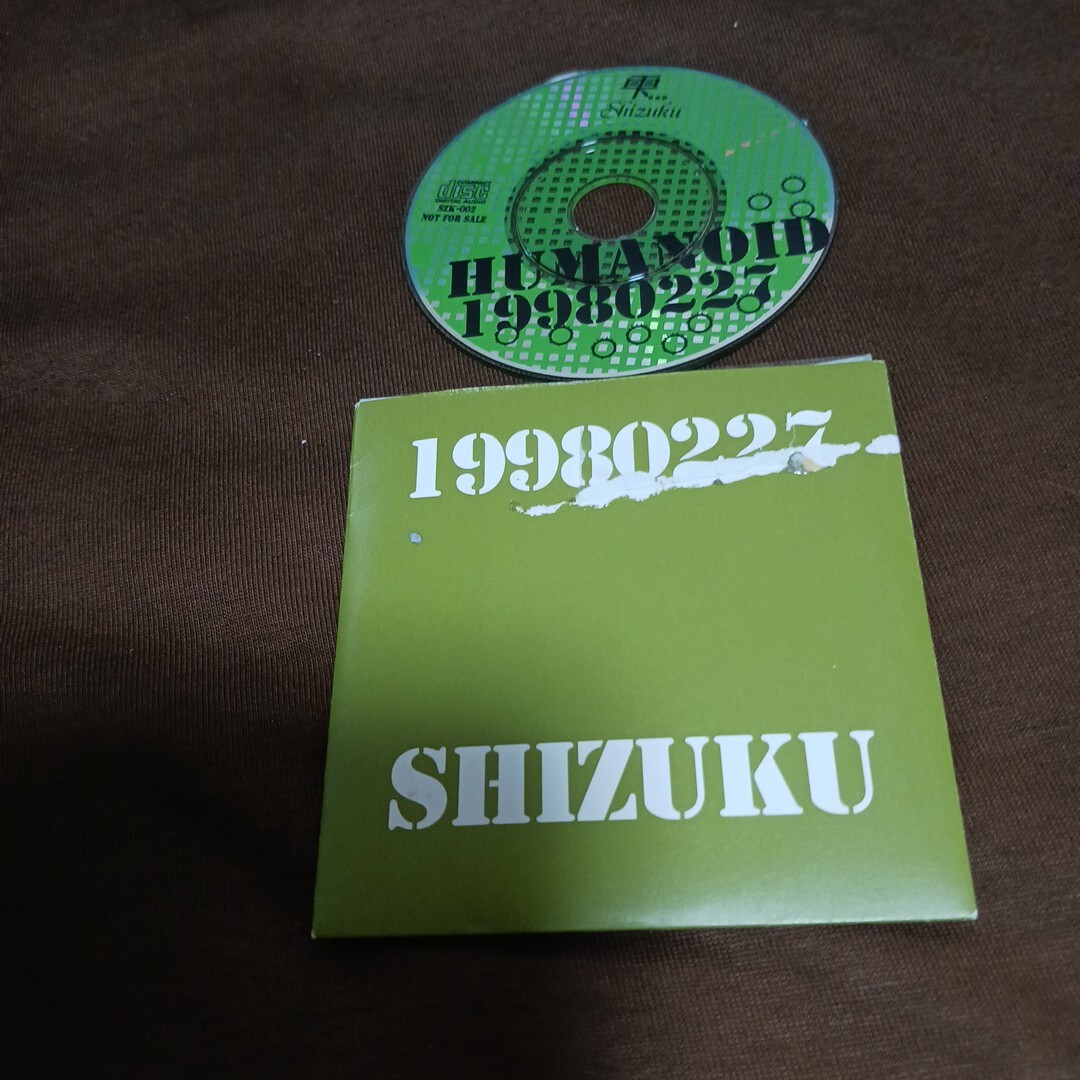 雫...
Shizuku
COMPACT
disc
DIGITAL AUDIO
SZK-002
NOT FOR SALE
HUMANOID
19980227
19980227
SHIZUKU